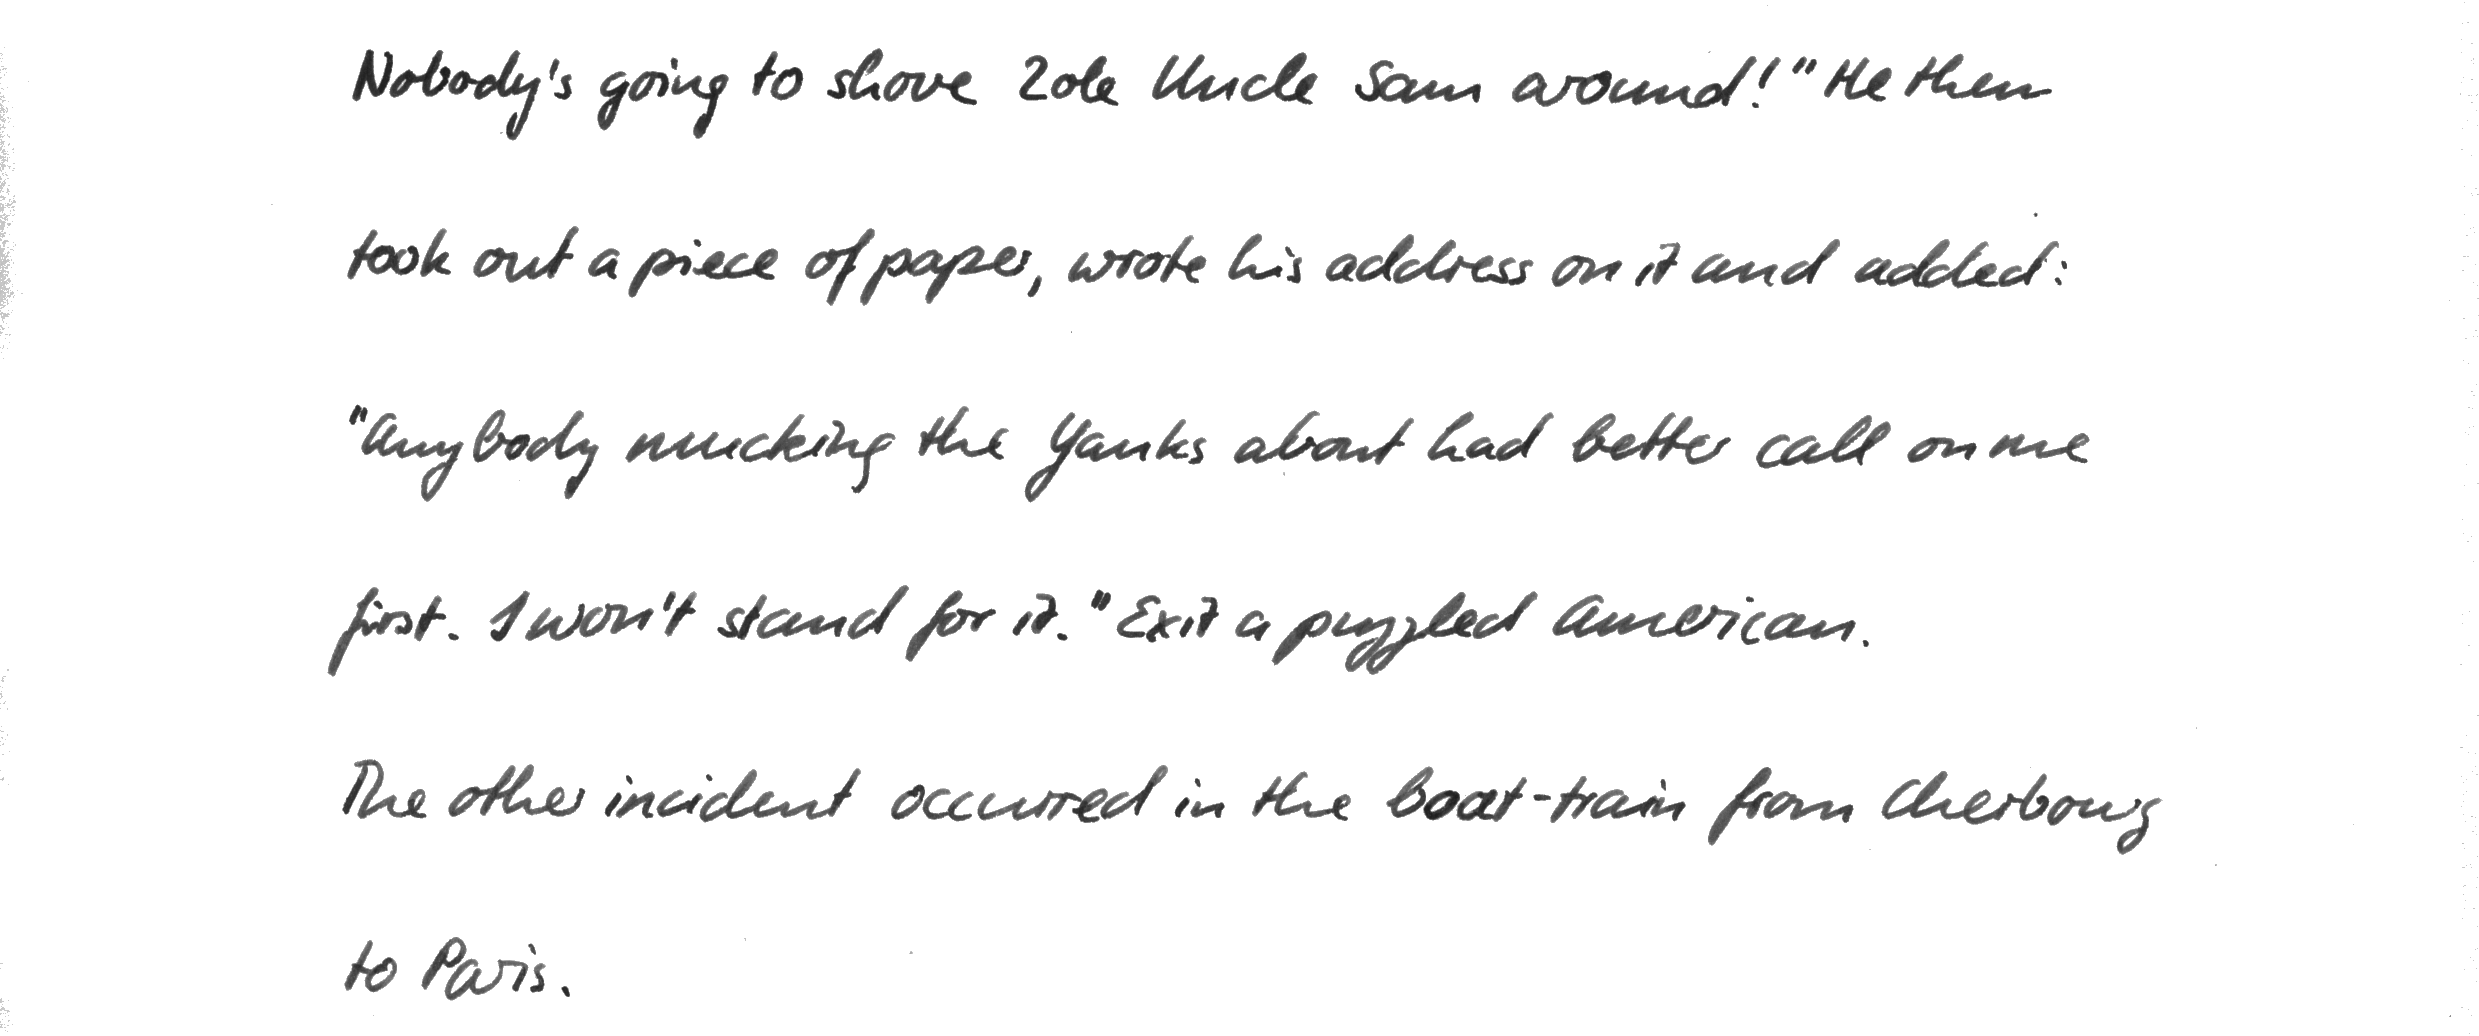 Nobody's going to shove 2ole Uncle Sam around!" He then
took out a piece of paper, wrote his address on it and added:
"Anybody mucking the Yanks about had better call on me
first. I won't stand for it." Exit a puzzled American.
The other incident occurred in the boat-train from Cherbourg
to Paris.